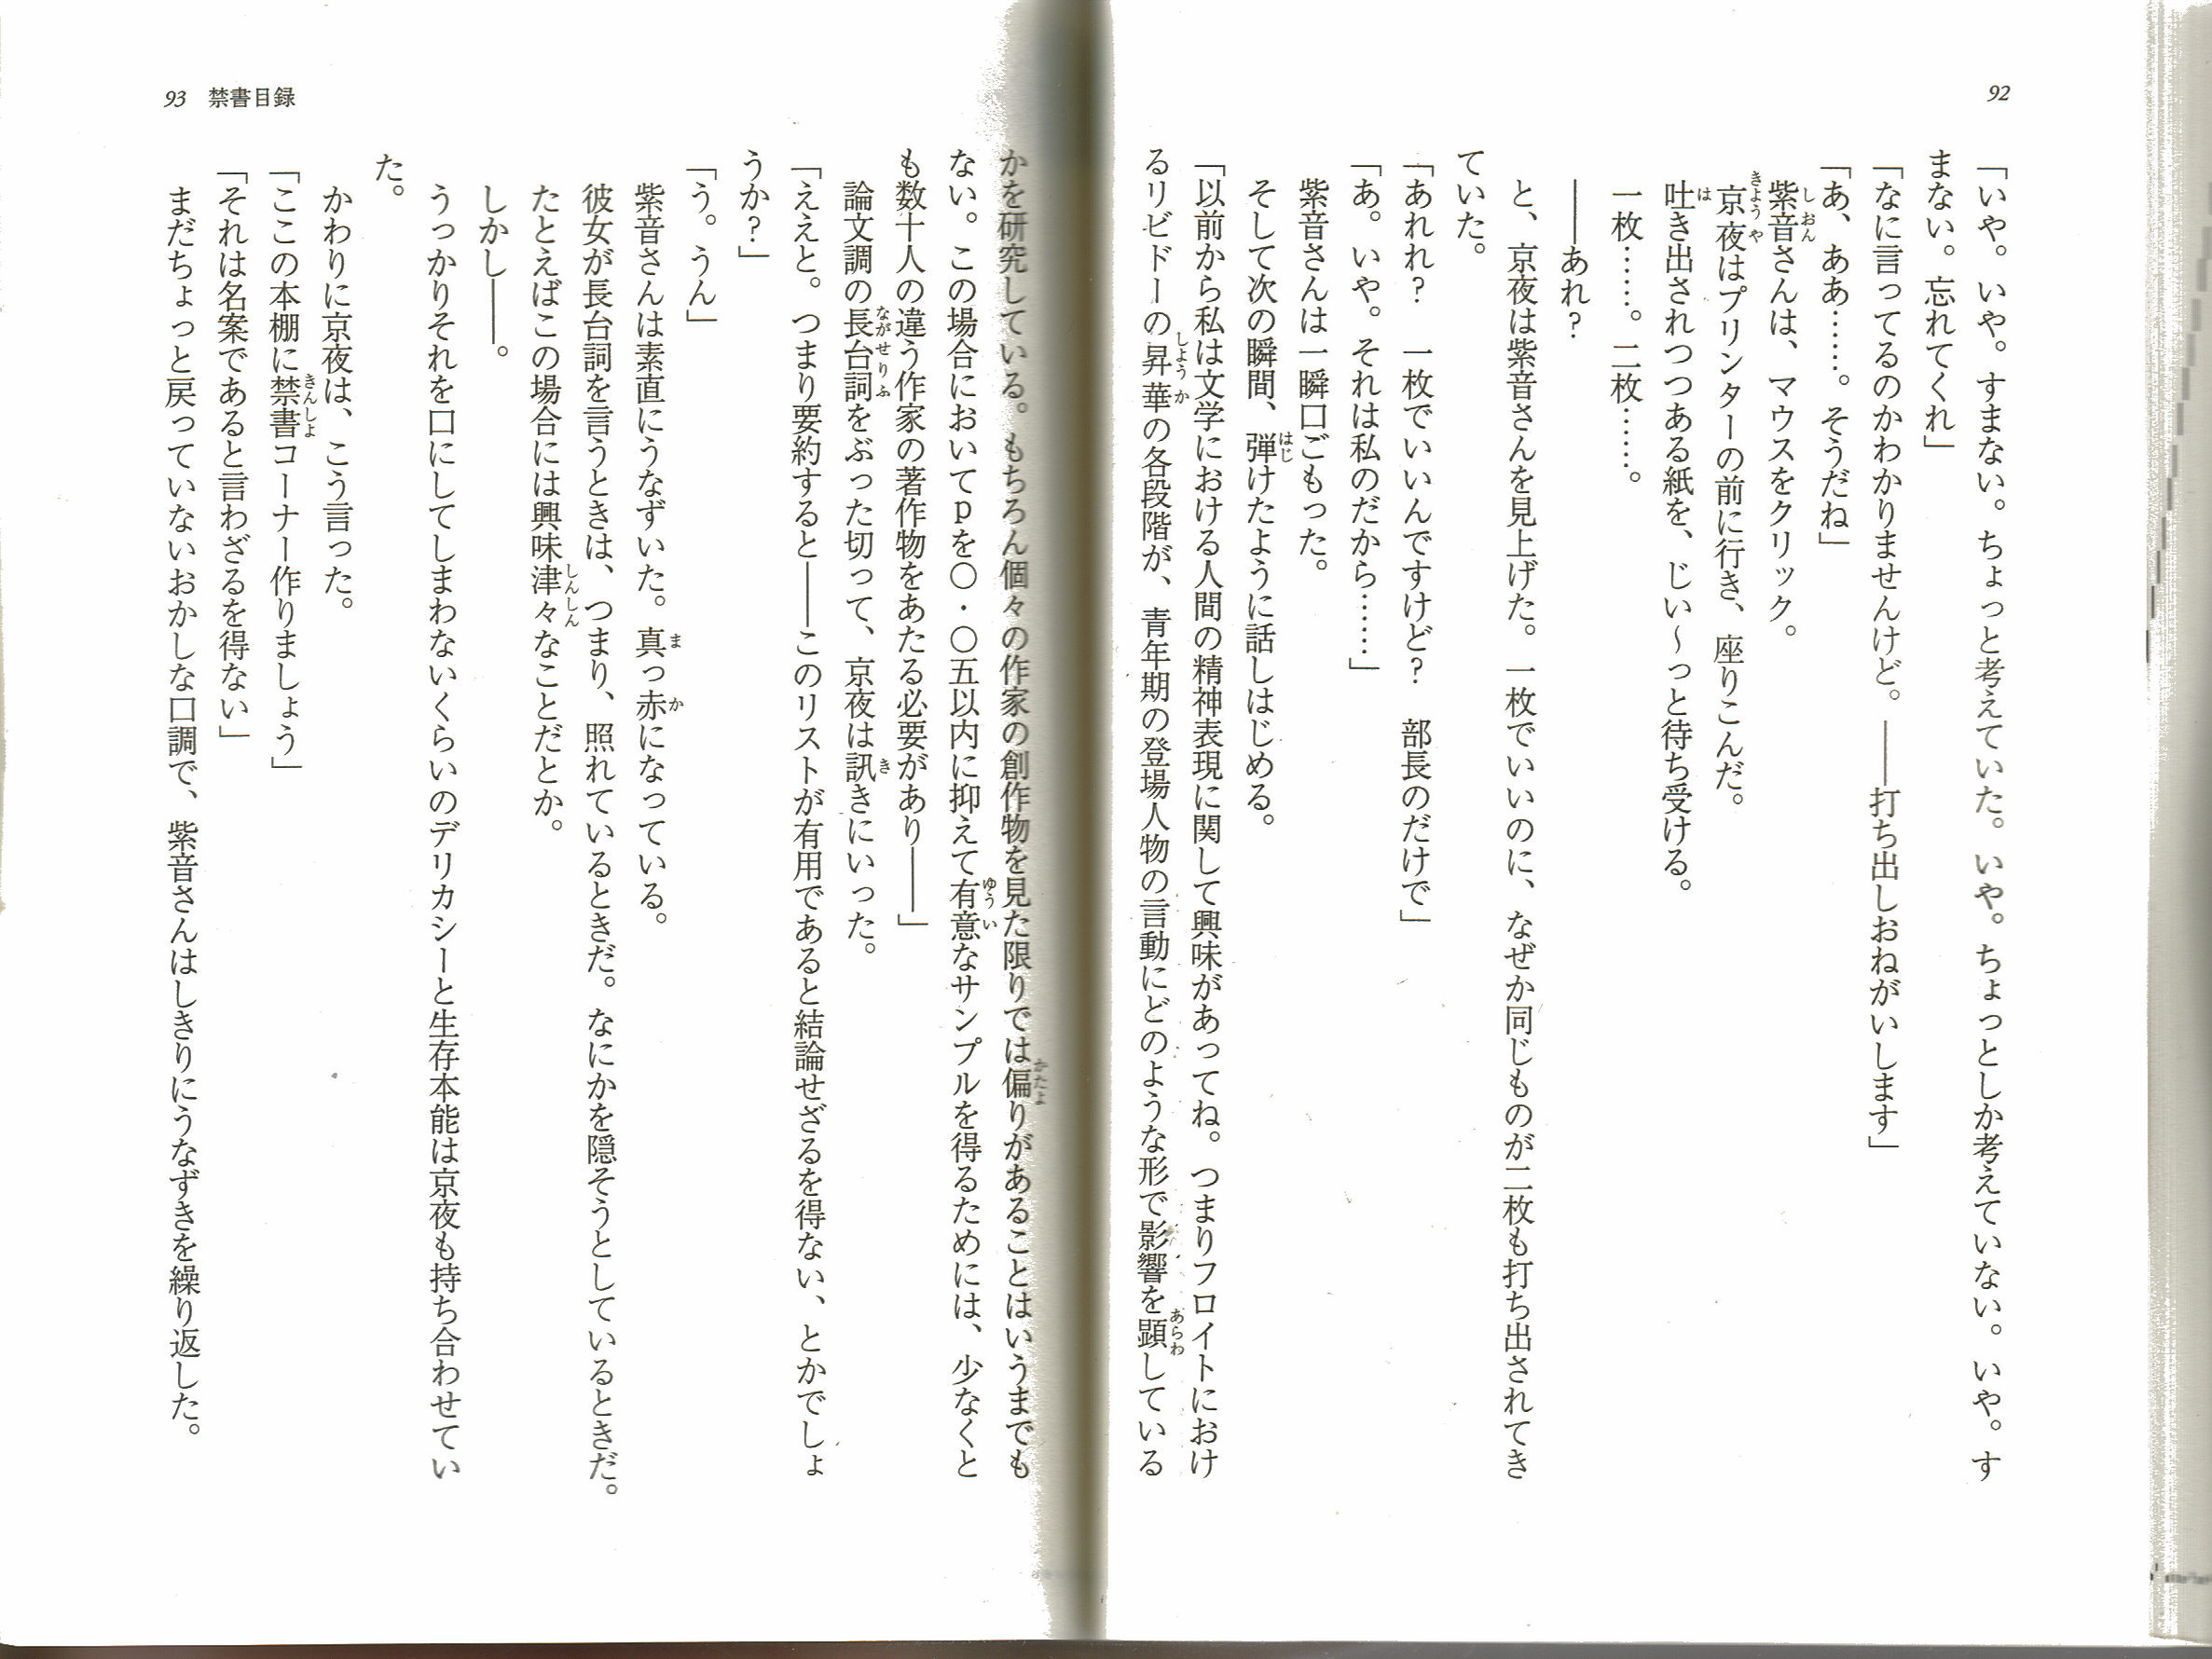 92
「いや。いや。すまない。ちょっと考えていた。いや。ちょっとしか考えていない。いや。す
まない。忘れてくれ」
「なに言ってるのかわかりませんけど。――打ち出しおねがいします」
「あ、ああ……。そうだね」
紫音さんは、マウスをクリック。
京夜はプリンターの前に行き、座りこんだ。
吐き出されつつある紙を、じい～っと待ち受ける。
一枚……。二枚……。
――あれ？
と、京夜は紫音さんを見上げた。一枚でいいのに、なぜか同じものが二枚も打ち出されてき
ていた。
「あれれ？　一枚でいいんですけど？　部長のだけで」
「あ。いや。それは私のだから……」
紫音さんは一瞬口ごもった。
そして次の瞬間、弾けたように話しはじめる。
「以前から私は文学における人間の精神表現に関して興味があってね。つまりフロイトにおけ
るリビドーの昇華の各段階が、青年期の登場人物の言動にどのような形で影響を顕している
93　禁書目録
かを研究している。もちろん個々の作家の創作物を見た限りでは偏りがあることはいうまでも
ない。この場合においてｐを〇・〇五以内に抑えて有意なサンプルを得るためには、少なくと
も数十人の違う作家の著作物をあたる必要があり――」
論文調の長台詞をぶった切って、京夜は訊きにいった。
「ええと。つまり要約すると――このリストが有用であると結論せざるを得ない、とかでしょ
うか？」
「う。うん」
紫音さんは素直にうなずいた。真っ赤になっている。
彼女が長台詞を言うときは、つまり、照れているときだ。なにかを隠そうとしているときだ。
たとえばこの場合には興味津々なことだとか。
しかし――。
うっかりそれを口にしてしまわないくらいのデリカシーと生存本能は京夜も持ち合わせてい
た。
かわりに京夜は、こう言った。
「ここの本棚に禁書コーナー作りましょう」
「それは名案であると言わざるを得ない」
まだちょっと戻っていないおかしな口調で、紫音さんはしきりにうなずきを繰り返した。